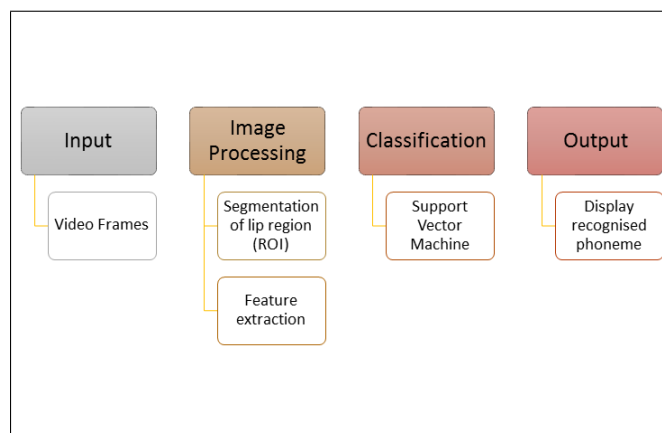 Input
Video Frames
Image
Processing
Segmentation
of lip region
(ROI)
Feature
extraction
Classification
Support
Vector
Machine
Output
Display
recognised
phoneme